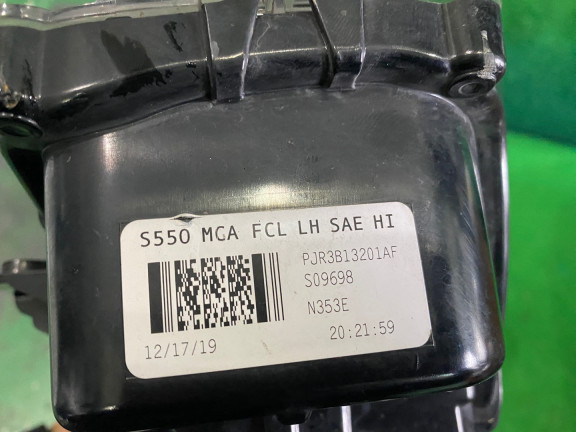 S550 MCA FCL LH SAE HI
PJR3B13201AF
S09698
N353E
12/17/19 20:21:59